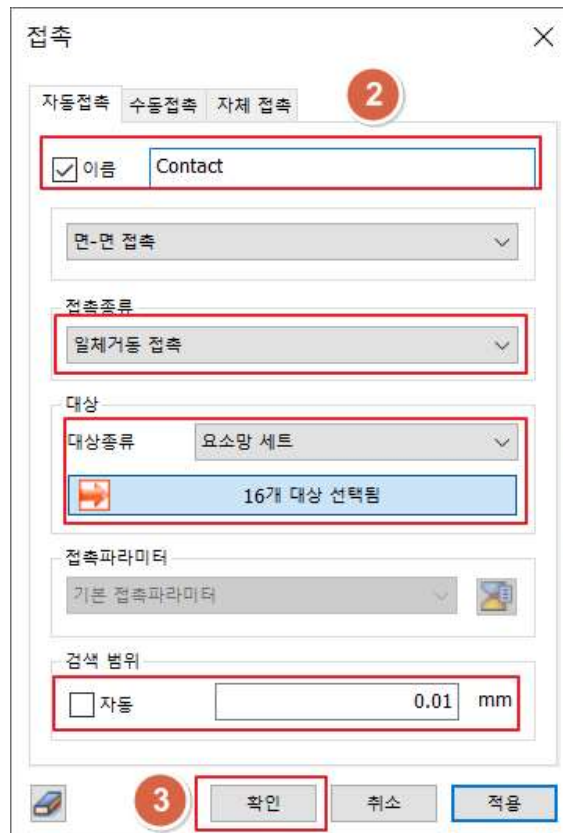 접촉
자동접촉 수동접촉 자체 접촉
2
이름 Contact
면-면 접촉
접촉종류
일체거동 접촉
대상
대상종류 요소망 세트
16개 대상 선택됨
접촉파라미터
기본 접촉파라미터
검색 범위
자동 0.01 mm
3 확인 취소 적용